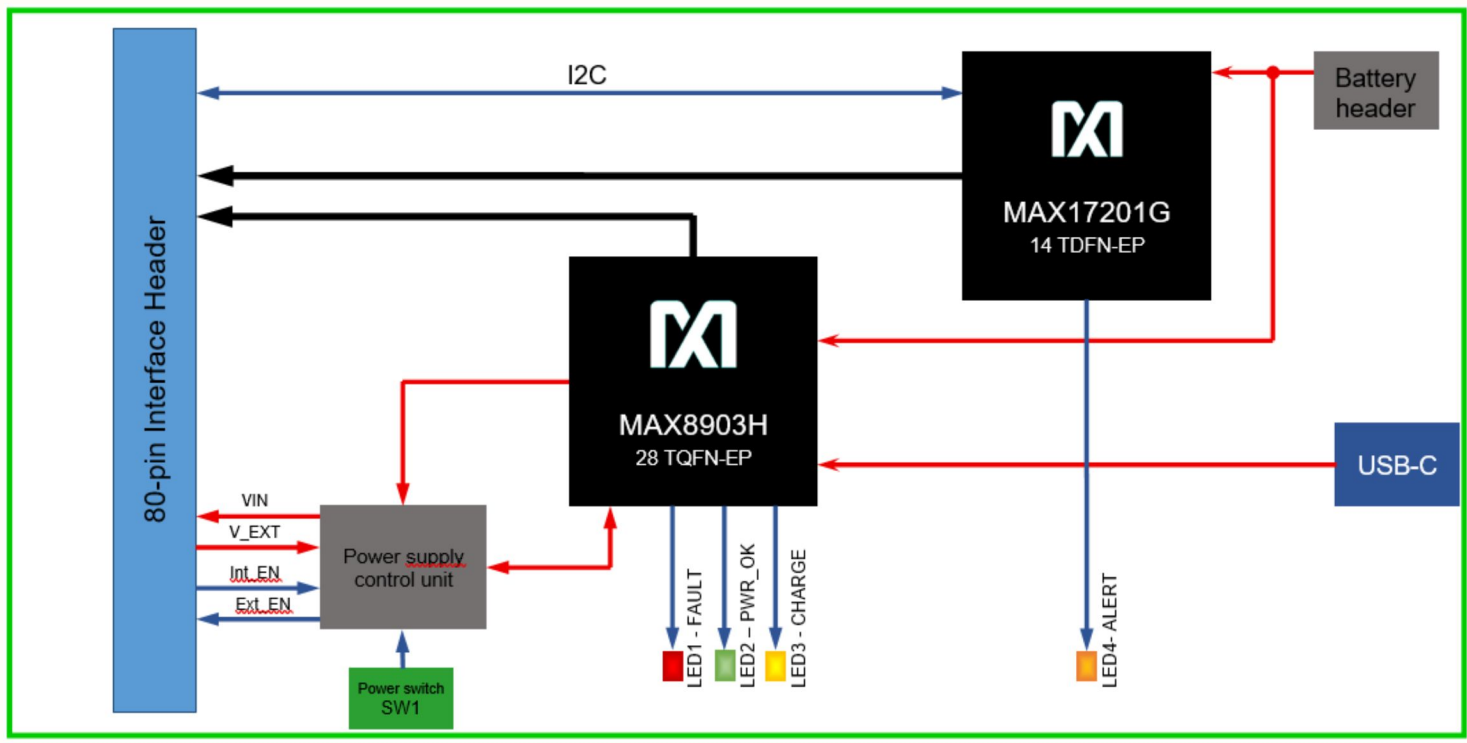 I2C
Battery
header
MAX17201G
14 TDFN-EP
80-pin Interface Header
MAX8903H
28 TQFN-EP
USB-C
VIN
V_EXT
Int_EN
Ext_EN
Power supply
control unit
Power switch
SW1
LED1 - FAULT
LED2 – PWR_OK
LED3 - CHARGE
LED4- ALERT